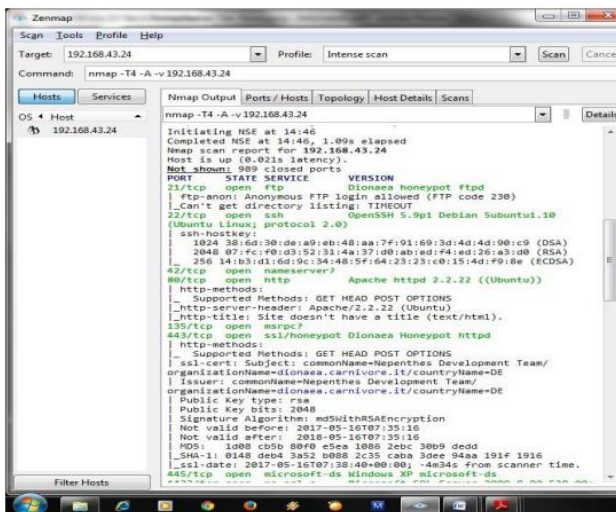 Zenmap
Scan Tools Profile Help
Target: 192.168.43.24 Profile: Intense scan Scan Cance
Command: nmap -T4 -A -v 192.168.43.24
Hosts Services Nmap Output Ports / Hosts Topology Host Details Scans
OS Host nmap -T4 -A -v 192.168.43.24 Details
192.168.43.24
Initiating NSE at 14:46
Completed NSE at 14:46, 1.09s elapsed
Nmap scan report for 192.168.43.24
Host is up (0.021s latency).
Not shown: 989 closed ports
PORT STATE SERVICE VERSION
21/tcp open ftp Dionaea honeypot ftpd
| ftp-anon: Anonymous FTP login allowed (FTP code 230)
|_Can't get directory listing: TIMEOUT
22/tcp open ssh OpenSSH 5.9p1 Debian 5ubuntu1.10
(Ubuntu Linux; protocol 2.0)
| ssh-hostkey:
| 1024 38:6d:30:de:a9:eb:48:aa:7f:91:69:3d:4d:4d:90:c9 (DSA)
| 2048 07:fc:f0:d3:52:31:4a:37:d0:ab:ed:f4:ed:26:a3:d0 (RSA)
|_ 256 14:b3:d1:6d:9c:34:48:5f:64:23:23:c0:15:4d:f9:8e (ECDSA)
42/tcp open nameserver?
80/tcp open http Apache httpd 2.2.22 ((Ubuntu))
| http-methods:
|_ Supported Methods: GET HEAD POST OPTIONS
|_http-server-header: Apache/2.2.22 (Ubuntu)
|_http-title: Site doesn't have a title (text/html).
135/tcp open msrpc?
443/tcp open ssl/honeypot Dionaea Honeypot httpd
| http-methods:
|_ Supported Methods: GET HEAD POST OPTIONS
| ssl-cert: Subject: commonName=Nepenthes Development Team/
organizationName=dionaea.carnivore.it/countryName=DE
| Issuer: commonName=Nepenthes Development Team/
organizationName=dionaea.carnivore.it/countryName=DE
| Public Key type: rsa
| Public Key bits: 2048
| Signature Algorithm: md5WithRSAEncryption
| Not valid before: 2017-05-16T07:35:16
| Not valid after: 2018-05-16T07:35:16
| MD5: 1d08 cb5b 80f0 e5ea 1086 2ebc 30b9 dedd
|_SHA-1: 0148 deb4 3a52 b088 2c35 caba 3dee 94aa 191f 1916
|_ssl-date: 2017-05-16T07:38:40+00:00; -4m34s from scanner time.
445/tcp open microsoft-ds Windows XP microsoft-ds
Filter Hosts